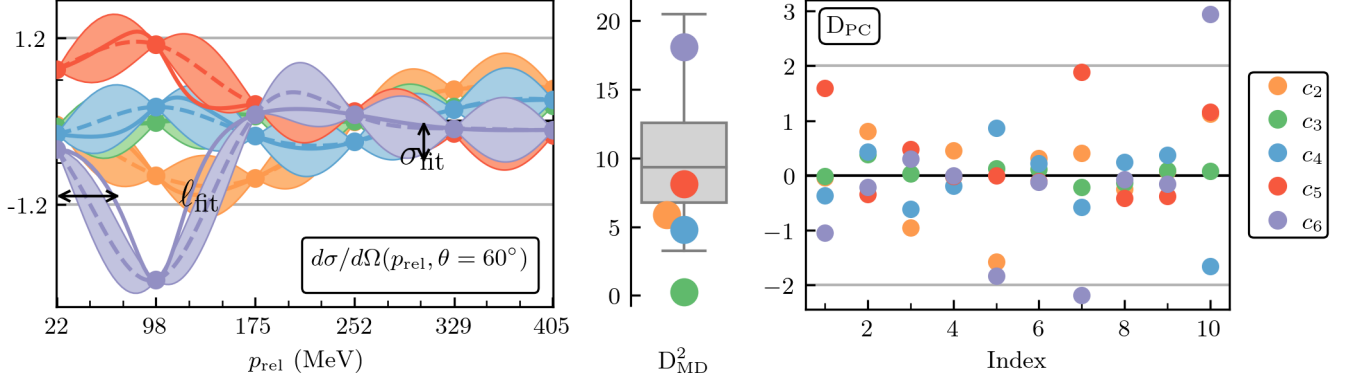 1.2
-1.2
σfit
ℓfit
dσ/dΩ(prel, θ = 60°)
22 98 175 252 329 405
prel (MeV)
20
15
10
5
0
D²MD
DPC
3
2
1
0
−1
−2
2 4 6 8 10
Index
c2
c3
c4
c5
c6